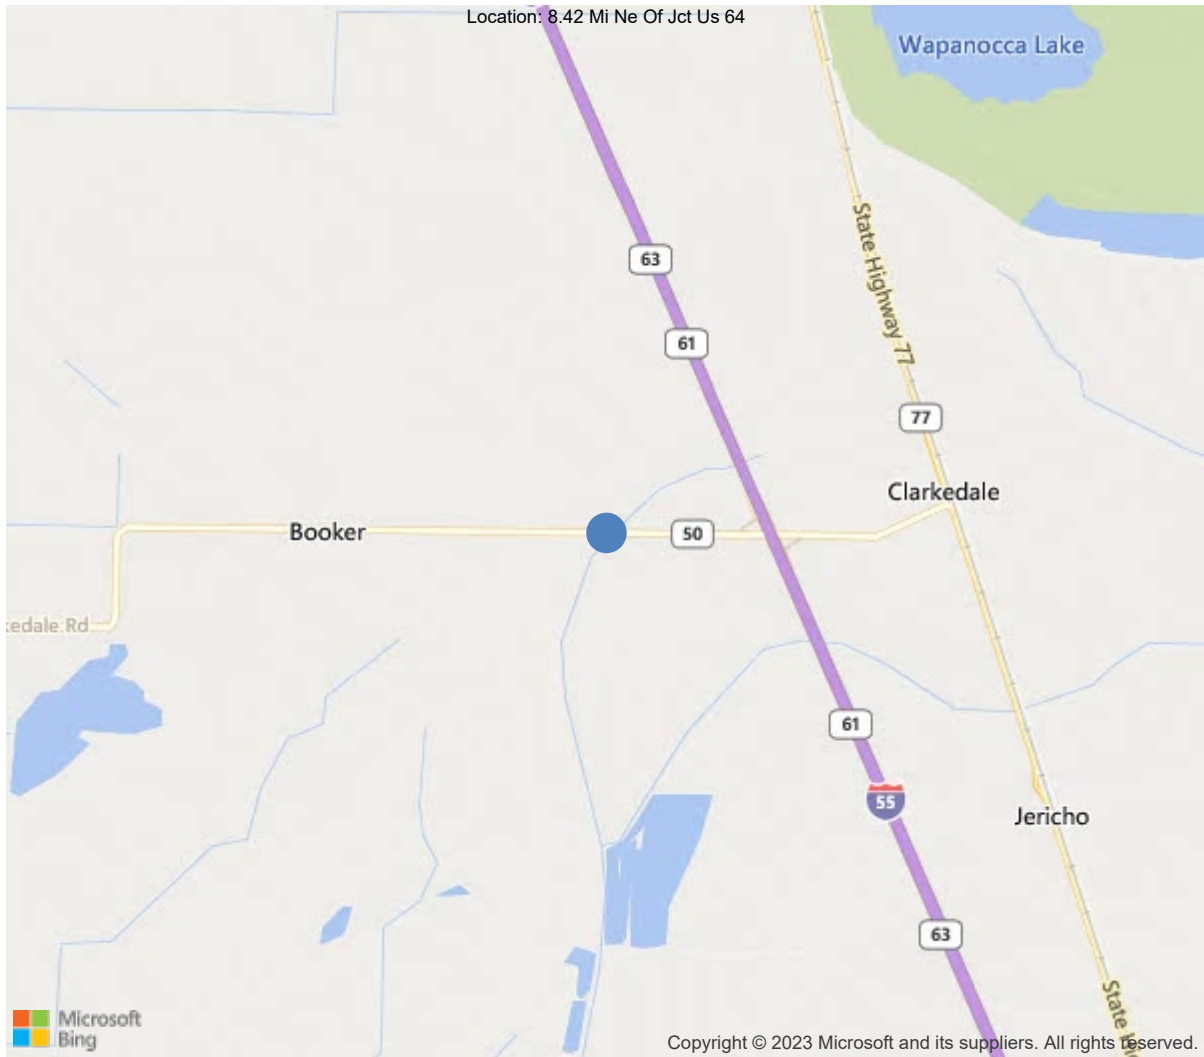 Location: 8.42 Mi Ne Of Jct Us 64
Wapanocca Lake
State Highway 77
63
61
77
Clarkedale
Booker
50
kedale Rd
61
55
Jericho
63
State
Microsoft
Bing
Copyright © 2023 Microsoft and its suppliers. All rights reserved.